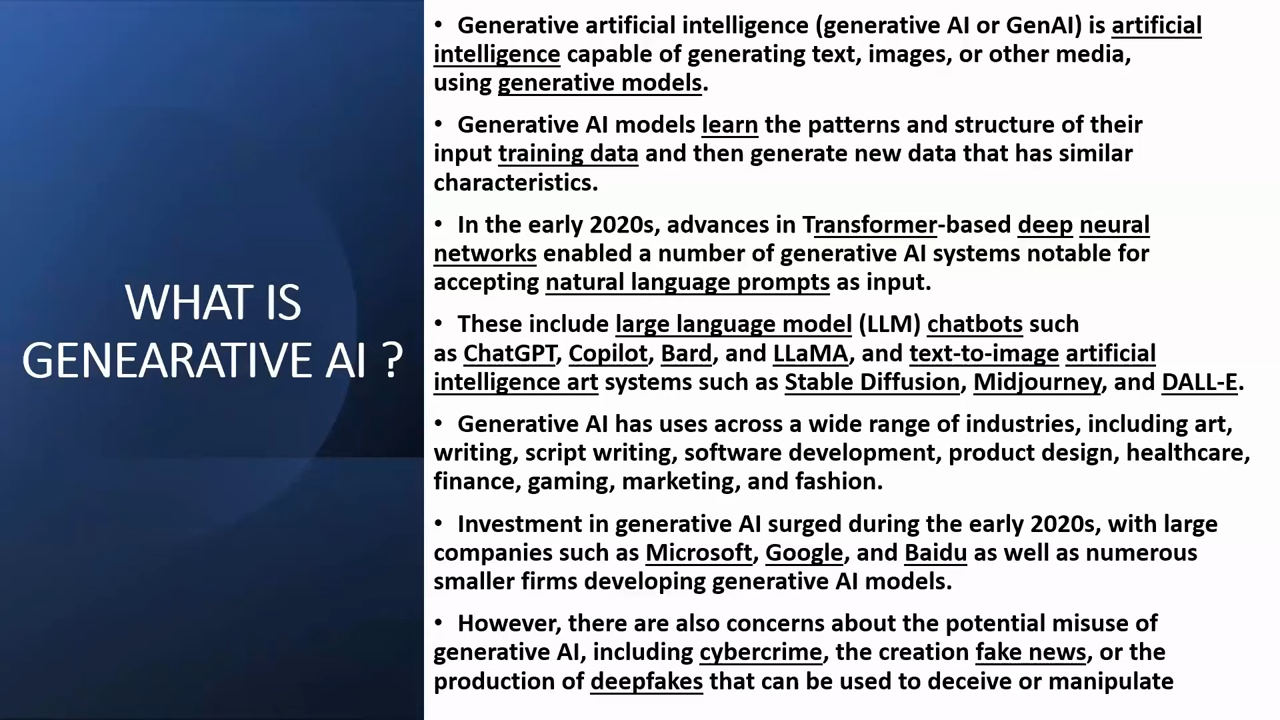 WHAT IS
GENEARATIVE AI ?
• Generative artificial intelligence (generative AI or GenAI) is artificial
intelligence capable of generating text, images, or other media,
using generative models.
• Generative AI models learn the patterns and structure of their
input training data and then generate new data that has similar
characteristics.
• In the early 2020s, advances in Transformer-based deep neural
networks enabled a number of generative AI systems notable for
accepting natural language prompts as input.
• These include large language model (LLM) chatbots such
as ChatGPT, Copilot, Bard, and LLaMA, and text-to-image artificial
intelligence art systems such as Stable Diffusion, Midjourney, and DALL-E.
• Generative AI has uses across a wide range of industries, including art,
writing, script writing, software development, product design, healthcare,
finance, gaming, marketing, and fashion.
• Investment in generative AI surged during the early 2020s, with large
companies such as Microsoft, Google, and Baidu as well as numerous
smaller firms developing generative AI models.
• However, there are also concerns about the potential misuse of
generative AI, including cybercrime, the creation fake news, or the
production of deepfakes that can be used to deceive or manipulate